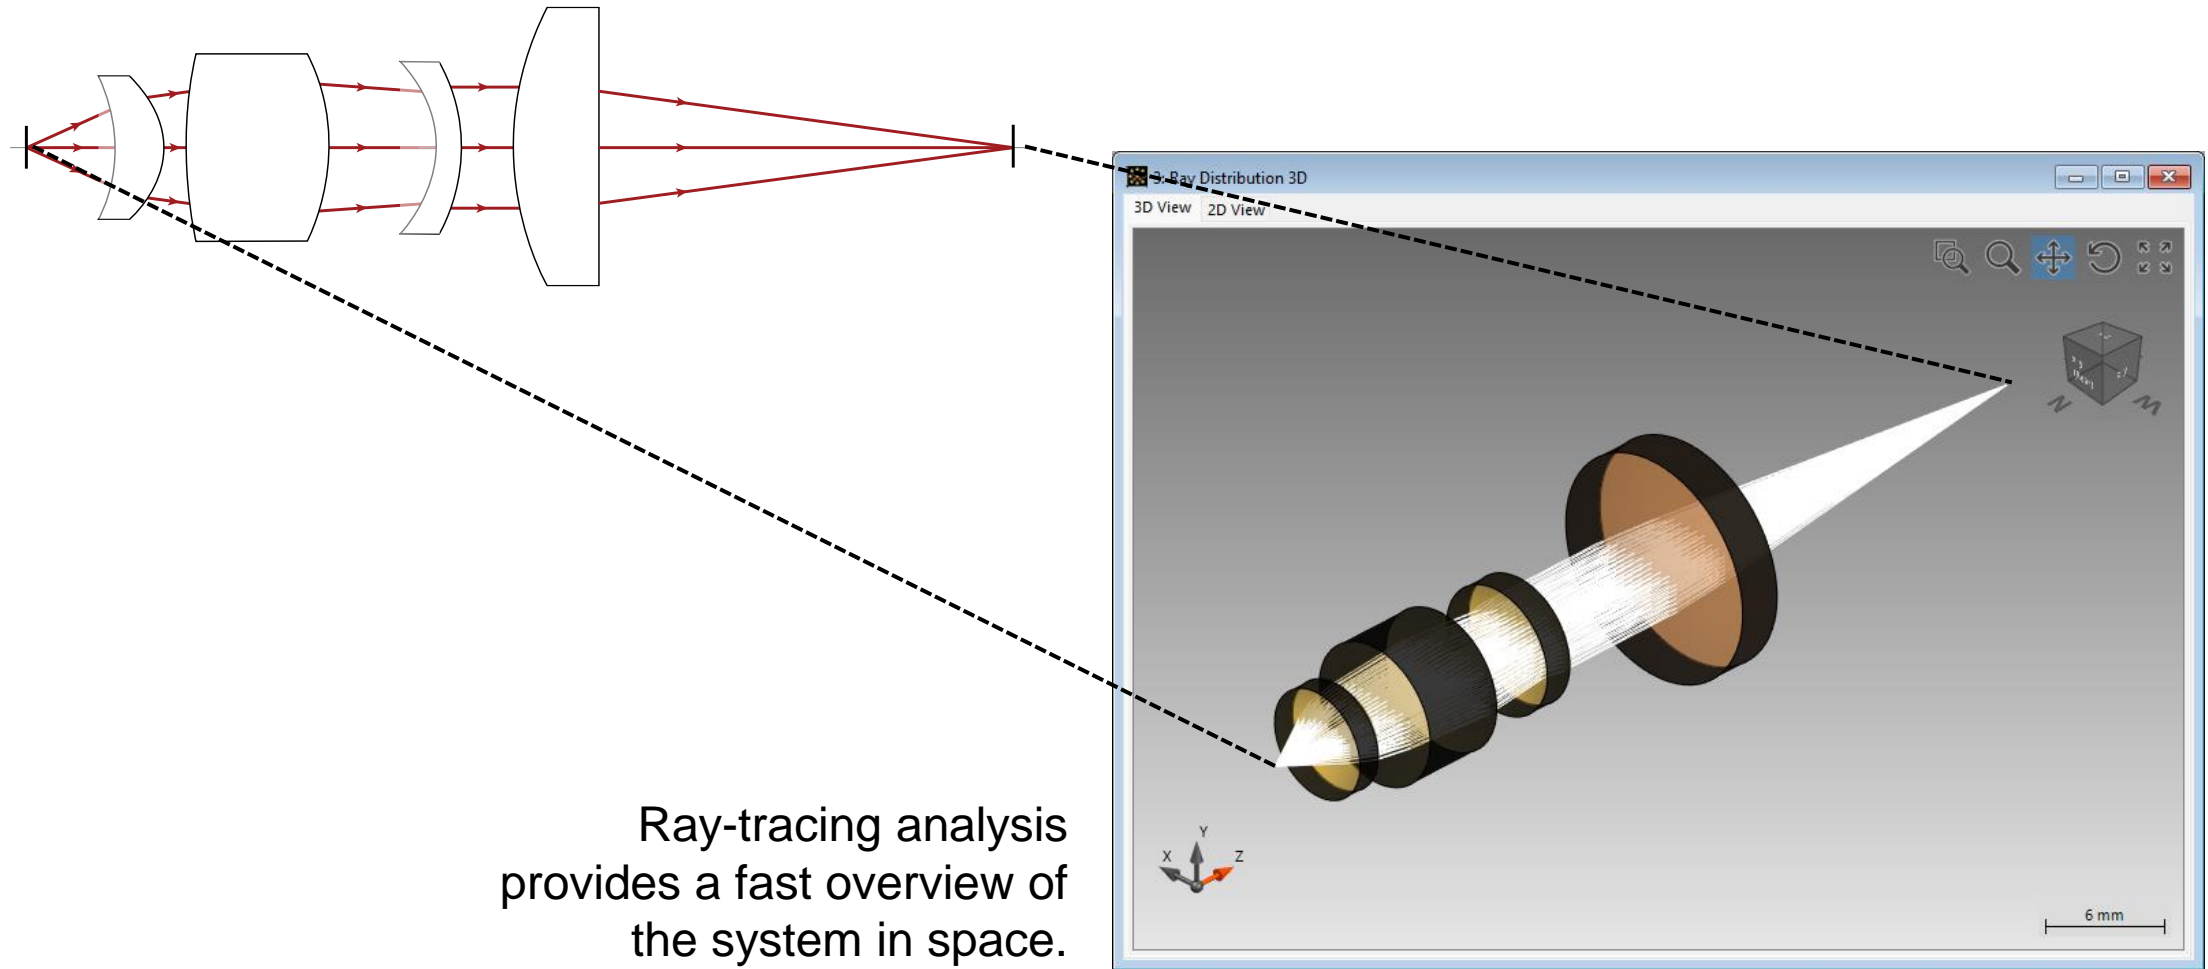 3: Ray Distribution 3D
3D View 2D View
Y
X
Z
6 mm
Ray-tracing analysis
provides a fast overview of
the system in space.